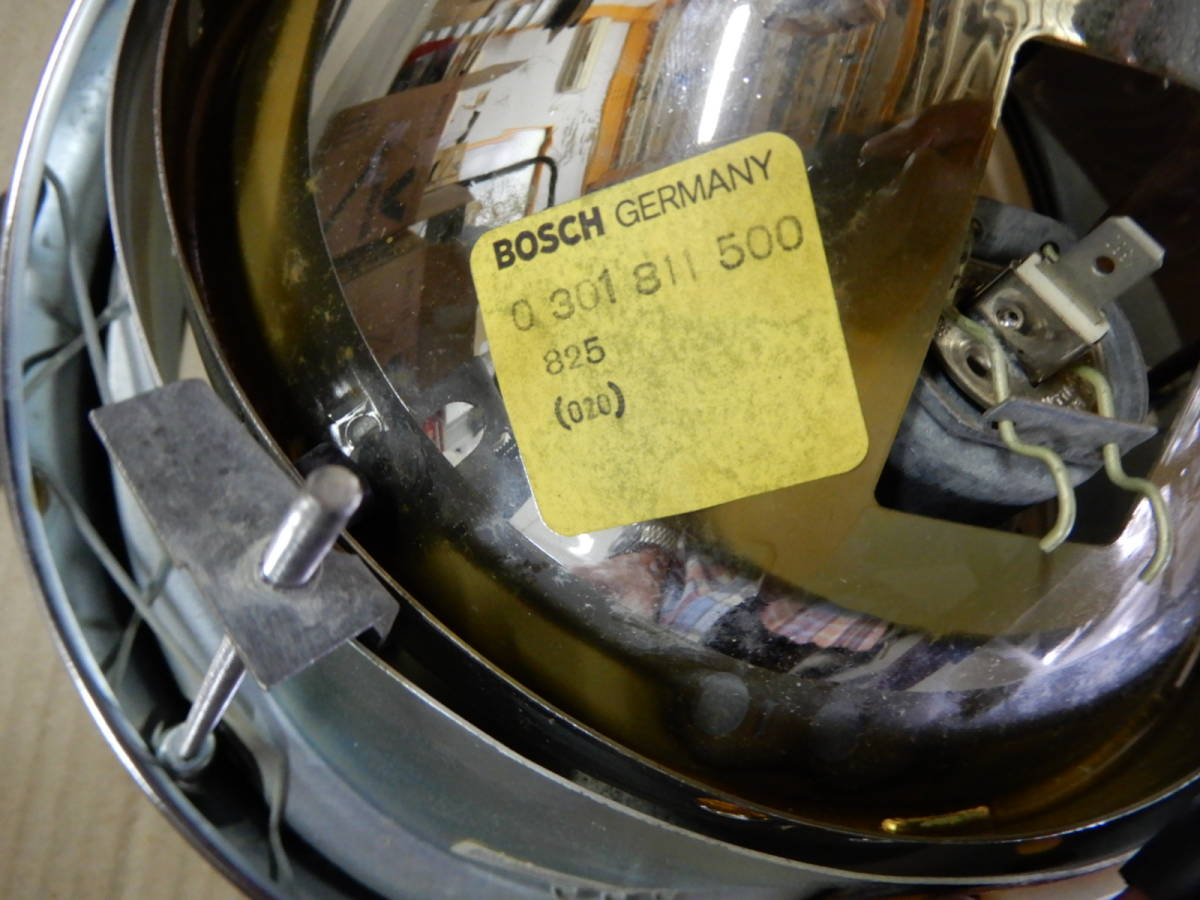 BOSCH GERMANY
0 301 811 500
825
(020)